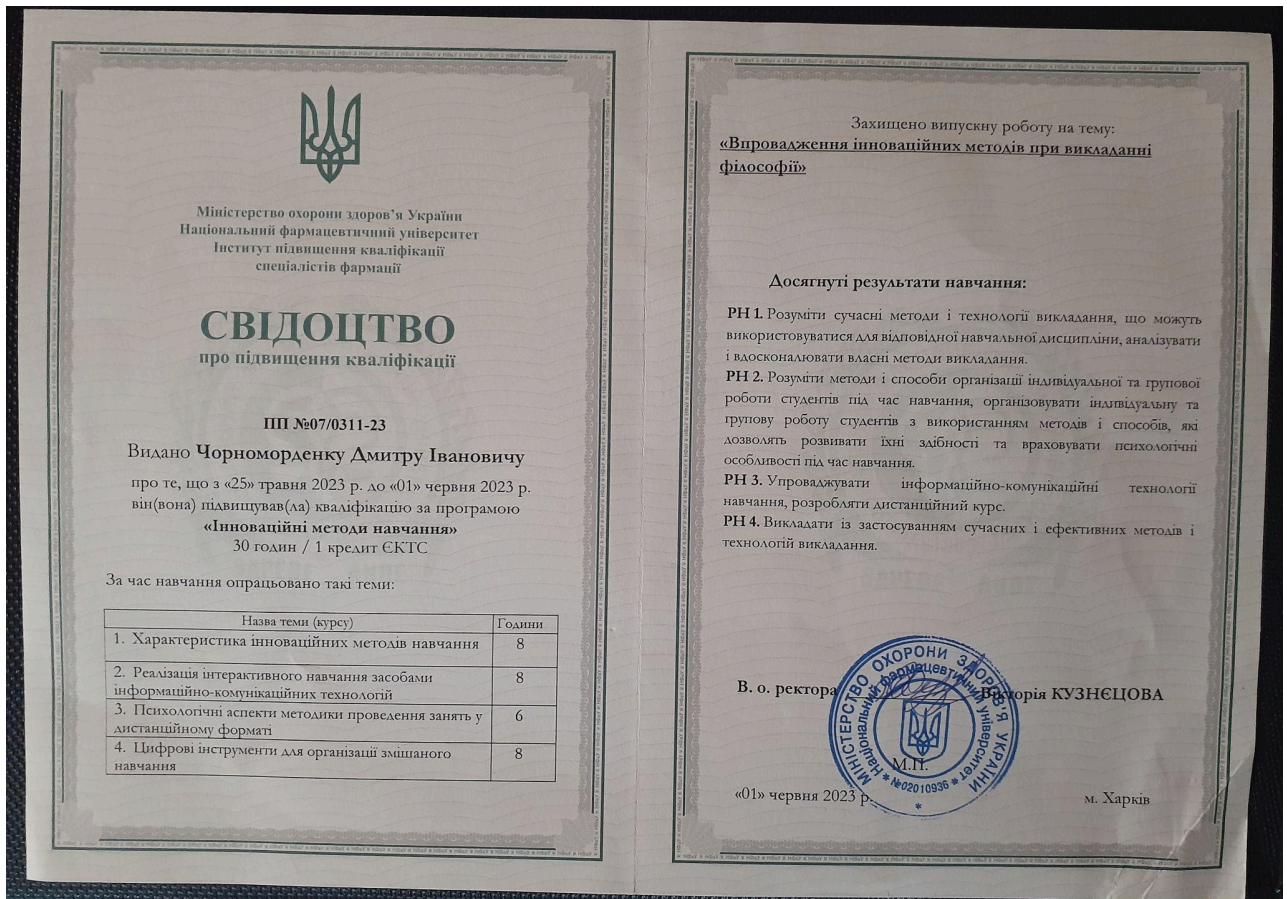 Міністерство охорони здоров’я України
Національний фармацевтичний університет
Інститут підвищення кваліфікації
спеціалістів фармації
СВІДОЦТВО
про підвищення кваліфікації
ПП №07/0311-23
Видано Чорноморденку Дмитру Івановичу
про те, що з «25» травня 2023 р. до «01» червня 2023 р.
він(вона) підвищував(ла) кваліфікацію за програмою
«Інноваційні методи навчання»
30 годин / 1 кредит ЄКТС
За час навчання опрацьовано такі теми:
Назва теми (курсу) Години
1. Характеристика інноваційних методів навчання 8
2. Реалізація інтерактивного навчання засобами
інформаційно-комунікаційних технологій 8
3. Психологічні аспекти методики проведення занять у
дистанційному форматі 6
4. Цифрові інструменти для організації змішаного
навчання 8
Захищено випускну роботу на тему:
«Впровадження інноваційних методів при викладанні
філософії»
Досягнуті результати навчання:
РН 1. Розуміти сучасні методи і технології викладання, що можуть
використовуватися для відповідної навчальної дисципліни, аналізувати
і вдосконалювати власні методи викладання.
РН 2. Розуміти методи і способи організації індивідуальної та групової
роботи студентів під час навчання, організовувати індивідуальну та
групову роботу студентів з використанням методів і способів, які
дозволять розвивати їхні здібності та враховувати психологічні
особливості під час навчання.
РН 3. Упроваджувати інформаційно-комунікаційні технології
навчання, розробляти дистанційний курс.
РН 4. Викладати із застосуванням сучасних і ефективних методів і
технологій викладання.
В. о. ректора Вікторія КУЗНЄЦОВА
МІНІСТЕРСТВО ОХОРОНИ ЗДОРОВ'Я УКРАЇНИ
Національний фармацевтичний університет
№02010936
М.П.
«01» червня 2023 р. м. Харків